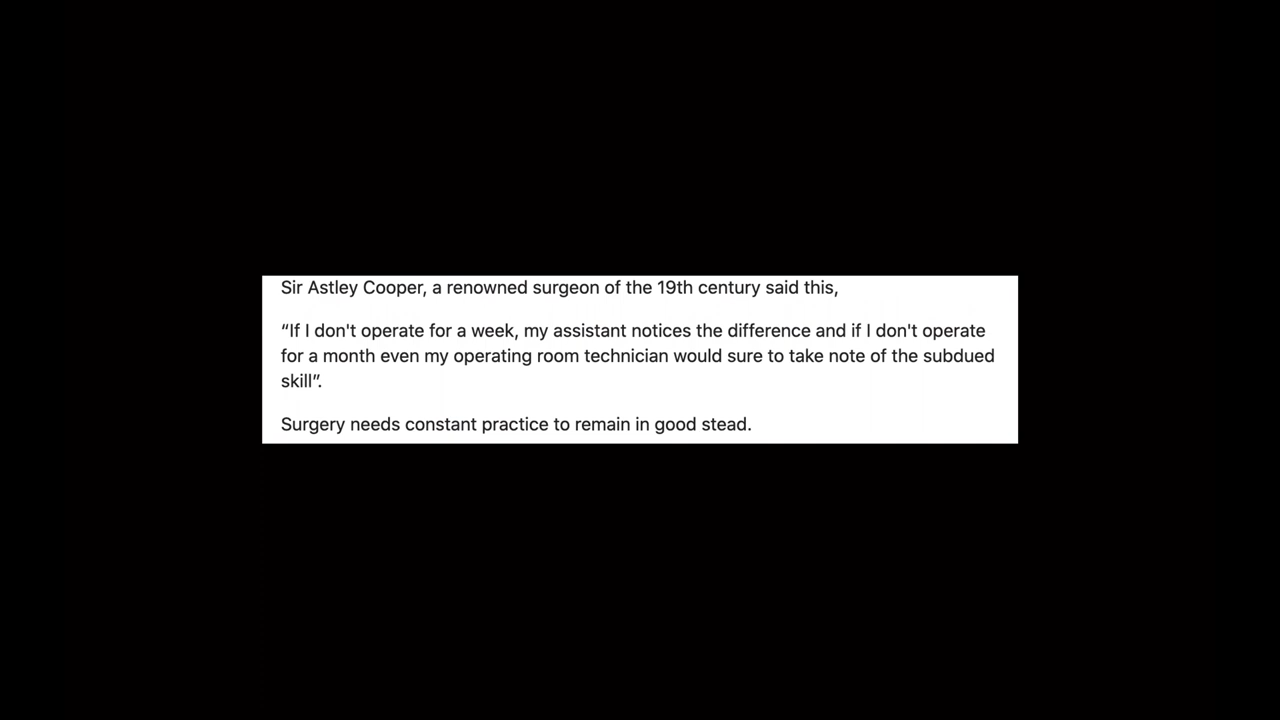 Sir Astley Cooper, a renowned surgeon of the 19th century said this,
“If I don't operate for a week, my assistant notices the difference and if I don't operate
for a month even my operating room technician would sure to take note of the subdued
skill”.
Surgery needs constant practice to remain in good stead.